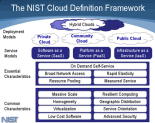 The NIST Cloud Definition Framework
Hybrid Clouds
Deployment
Models
Private
Cloud
Community
Cloud
Public Cloud
Service
Models
Software as a
Service (SaaS)
Platform as a
Service (PaaS)
Infrastructure as a
Service (IaaS)
On Demand Self-Service
Essential
Characteristics
Broad Network Access
Rapid Elasticity
Resource Pooling
Measured Service
Common
Characteristics
Massive Scale
Resilient Computing
Homogeneity
Geographic Distribution
Virtualization
Service Orientation
Low Cost Software
Advanced Security